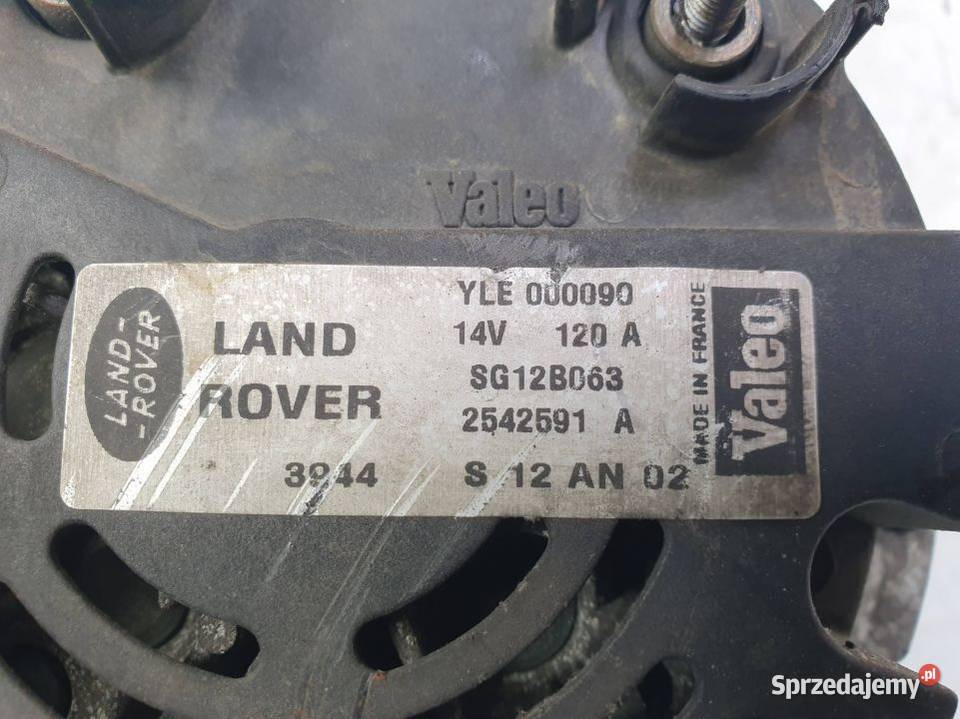 Valeo
LAND-
-ROVER
LAND
ROVER
YLE 000090
14V 120 A
SG12B063
2542591 A
3944 S 12 AN 02
MADE IN FRANCE
Valeo
Sprzedajemy.pl